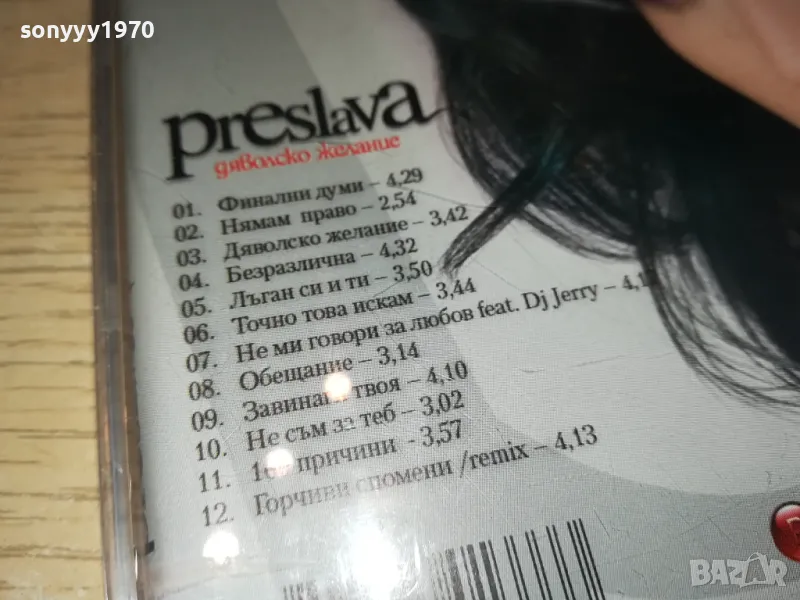 sonyyy1970
preslava
дяволско желание
01. Финални думи – 4,29
02. Нямам право – 2,54
03. Дяволско желание – 3,42
04. Безразлична – 4,32
05. Лъган си и ти – 3,50
06. Точно това искам – 3,44
07. Не ми говори за любов feat. Dj Jerry –
08. Обещание – 3,14
09. твоя – 4,10
10. Не съм за теб – 3,02
11. причини - 3,57
12. Горчиви спомени /remix – 4,13
BAZAR